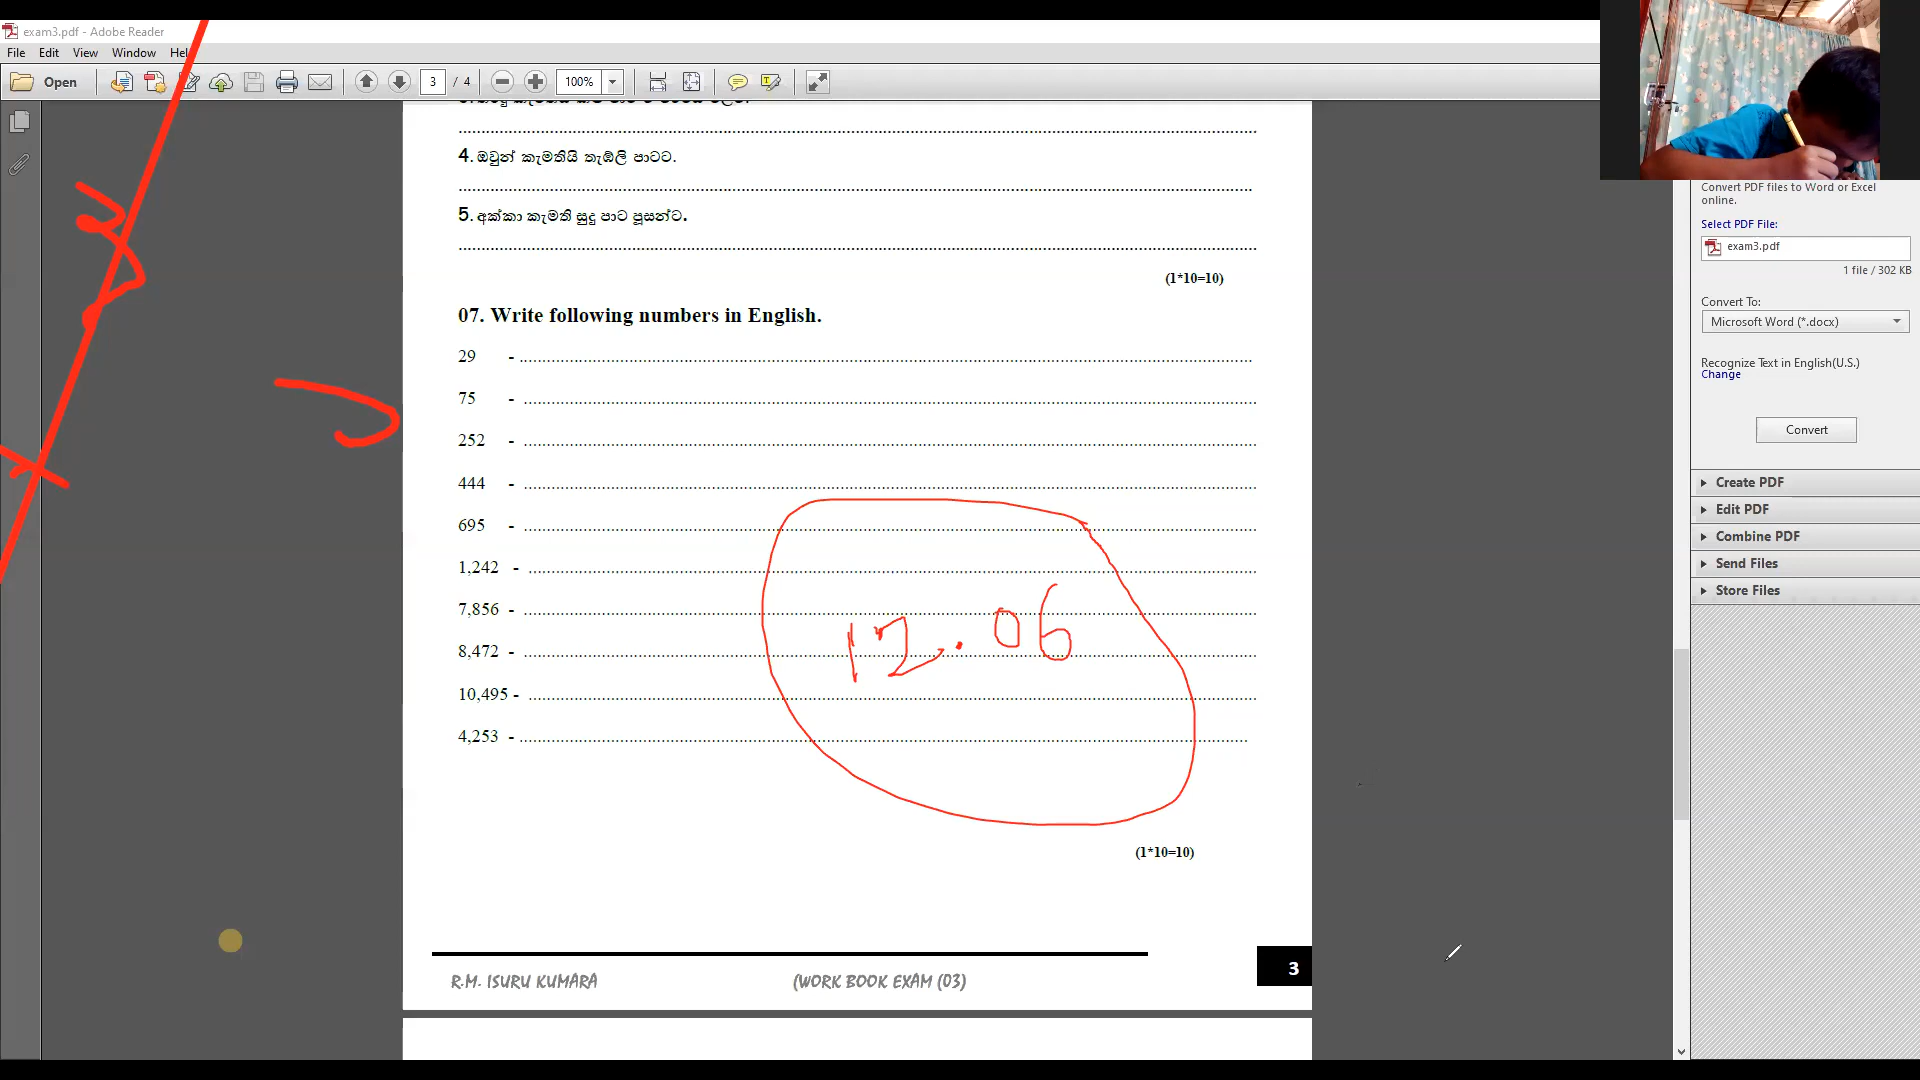 exam3.pdf - Adobe Reader
File Edit View Window Hel
Open 3 / 4 100%
4. ඔවුන් කැමතියි තැඹිලි පාටට.
5. අක්කා කැමති සුදු පාට පූසන්ට.
(1*10=10)
07. Write following numbers in English.
29 -
75 -
252 -
444 -
695 -
1,242 -
7,856 -
8,472 -
10,495 -
4,253 -
12.06
(1*10=10)
R.M. ISURU KUMARA (WORK BOOK EXAM (03) 3
Convert PDF files to Word or Excel
online.
Select PDF File:
exam3.pdf
1 file / 302 KB
Convert To:
Microsoft Word (*.docx)
Recognize Text in English(U.S.)
Change
Convert
Create PDF
Edit PDF
Combine PDF
Send Files
Store Files